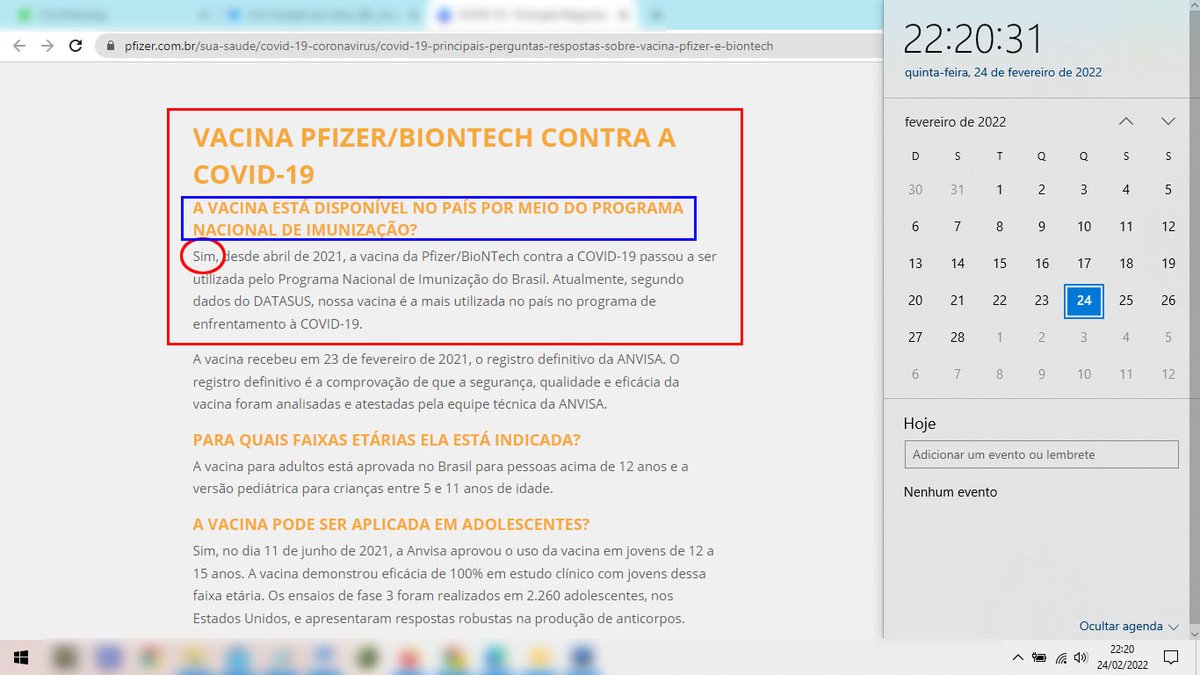 pfizer.com.br/sua-saude/covid-19-coronavirus/covid-19-principais-perguntas-respostas-sobre-vacina-pfizer-e-biontech
VACINA PFIZER/BIONTECH CONTRA A
COVID-19
A VACINA ESTÁ DISPONÍVEL NO PAÍS POR MEIO DO PROGRAMA
NACIONAL DE IMUNIZAÇÃO?
Sim, desde abril de 2021, a vacina da Pfizer/BioNTech contra a COVID-19 passou a ser
utilizada pelo Programa Nacional de Imunização do Brasil. Atualmente, segundo
dados do DATASUS, nossa vacina é a mais utilizada no país no programa de
enfrentamento à COVID-19.
A vacina recebeu em 23 de fevereiro de 2021, o registro definitivo da ANVISA. O
registro definitivo é a comprovação de que a segurança, qualidade e eficácia da
vacina foram analisadas e atestadas pela equipe técnica da ANVISA.
PARA QUAIS FAIXAS ETÁRIAS ELA ESTÁ INDICADA?
A vacina para adultos está aprovada no Brasil para pessoas acima de 12 anos e a
versão pediátrica para crianças entre 5 e 11 anos de idade.
A VACINA PODE SER APLICADA EM ADOLESCENTES?
Sim, no dia 11 de junho de 2021, a Anvisa aprovou o uso da vacina em jovens de 12 a
15 anos. A vacina demonstrou eficácia de 100% em estudo clínico com jovens dessa
faixa etária. Os ensaios de fase 3 foram realizados em 2.260 adolescentes, nos
Estados Unidos, e apresentaram respostas robustas na produção de anticorpos.
22:20:31
quinta-feira, 24 de fevereiro de 2022
fevereiro de 2022
D S T Q Q S S
30 31 1 2 3 4 5
6 7 8 9 10 11 12
13 14 15 16 17 18 19
20 21 22 23 24 25 26
27 28 1 2 3 4 5
6 7 8 9 10 11 12
Hoje
Adicionar um evento ou lembrete
Nenhum evento
Ocultar agenda
22:20
24/02/2022